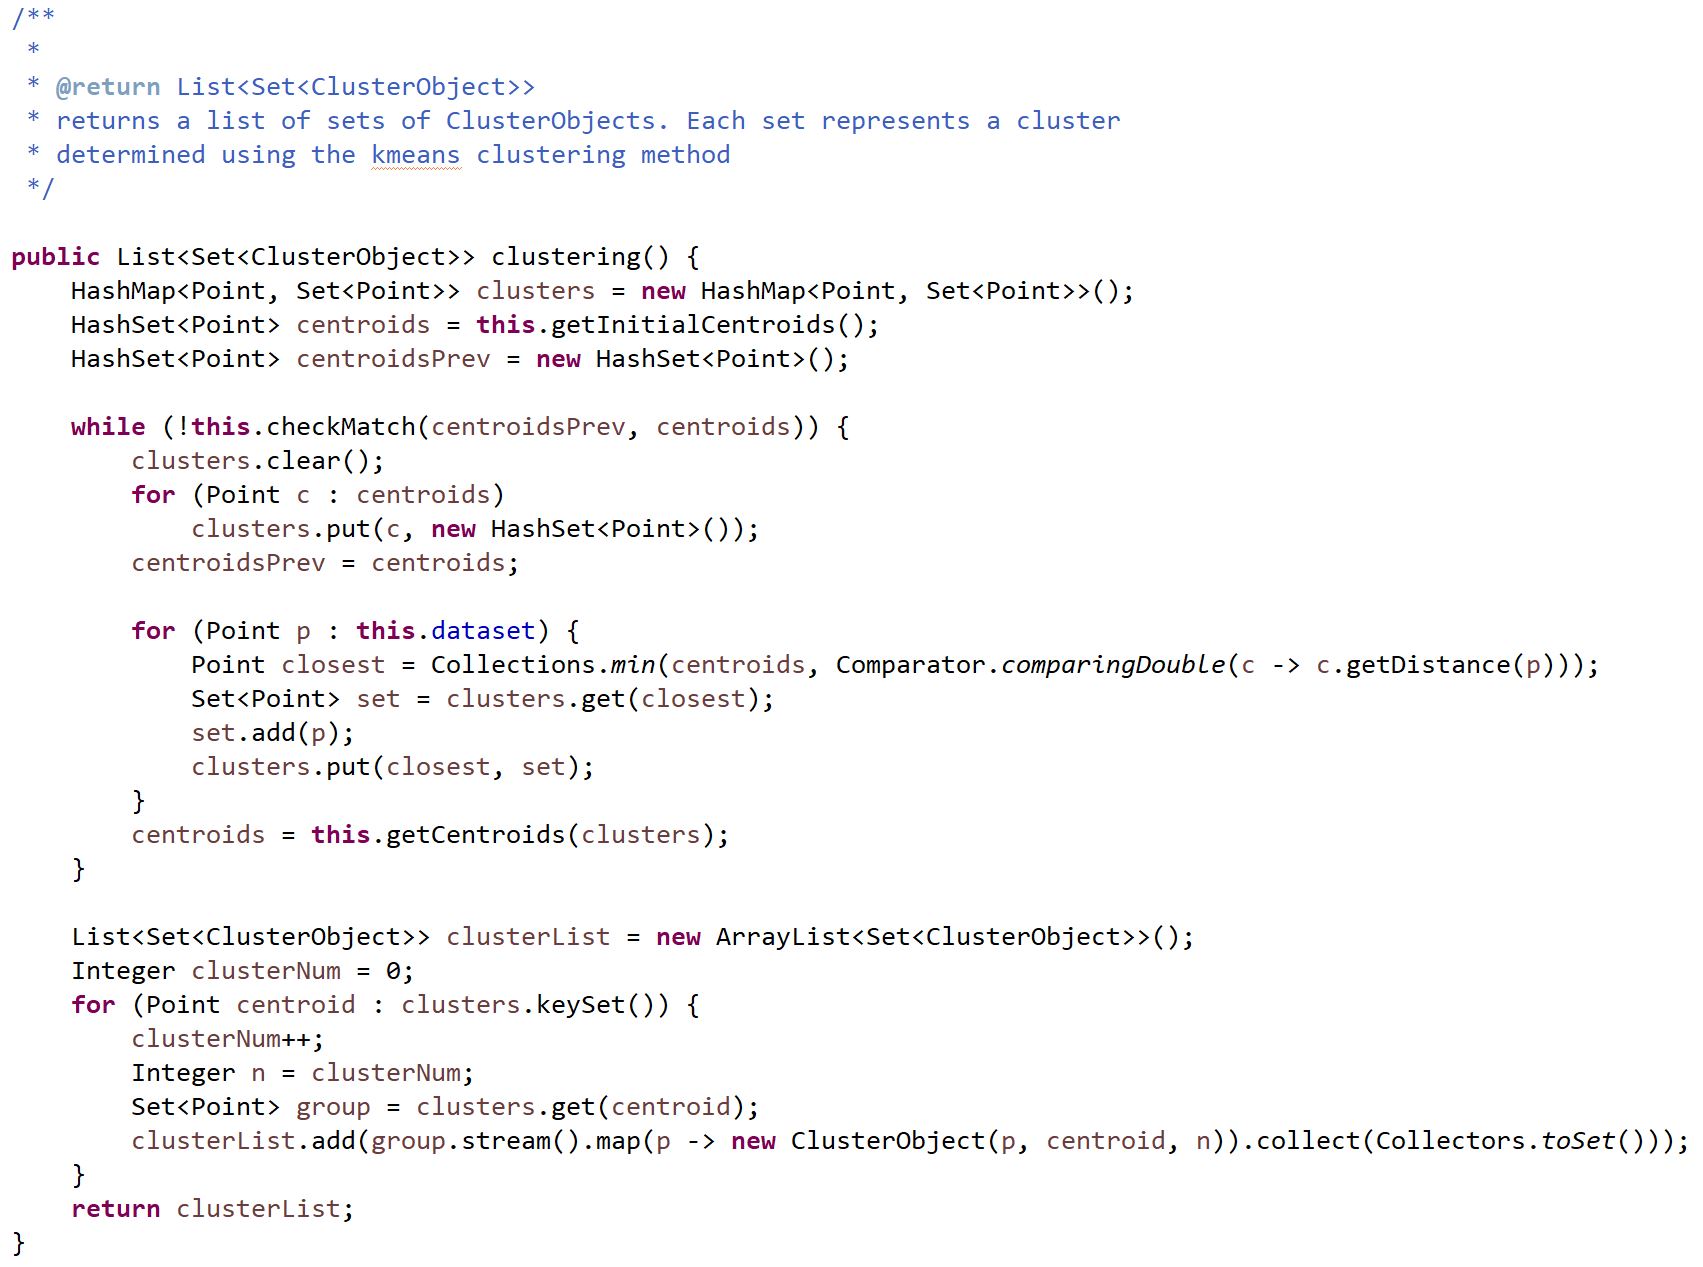 /**
 *
 * @return List<Set<ClusterObject>>
 * returns a list of sets of ClusterObjects. Each set represents a cluster
 * determined using the kmeans clustering method
 */

public List<Set<ClusterObject>> clustering() {
    HashMap<Point, Set<Point>> clusters = new HashMap<Point, Set<Point>>();
    HashSet<Point> centroids = this.getInitialCentroids();
    HashSet<Point> centroidsPrev = new HashSet<Point>();

    while (!this.checkMatch(centroidsPrev, centroids)) {
        clusters.clear();
        for (Point c : centroids)
            clusters.put(c, new HashSet<Point>());
        centroidsPrev = centroids;

        for (Point p : this.dataset) {
            Point closest = Collections.min(centroids, Comparator.comparingDouble(c -> c.getDistance(p)));
            Set<Point> set = clusters.get(closest);
            set.add(p);
            clusters.put(closest, set);
        }
        centroids = this.getCentroids(clusters);
    }

    List<Set<ClusterObject>> clusterList = new ArrayList<Set<ClusterObject>>();
    Integer clusterNum = 0;
    for (Point centroid : clusters.keySet()) {
        clusterNum++;
        Integer n = clusterNum;
        Set<Point> group = clusters.get(centroid);
        clusterList.add(group.stream().map(p -> new ClusterObject(p, centroid, n)).collect(Collectors.toSet()));
    }
    return clusterList;
}